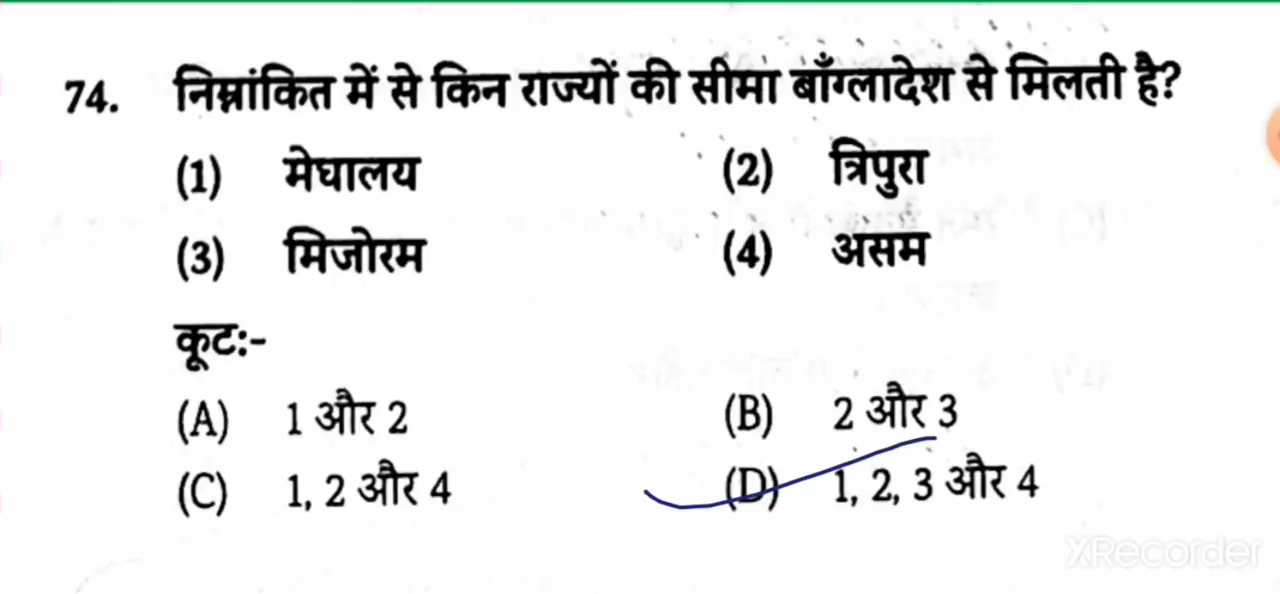 74. निम्नांकित में से किन राज्यों की सीमा बाँग्लादेश से मिलती है?
(1) मेघालय (2) त्रिपुरा
(3) मिजोरम (4) असम
कूटः-
(A) 1 और 2 (B) 2 और 3
(C) 1, 2 और 4 (D) 1, 2, 3 और 4
XRecorder